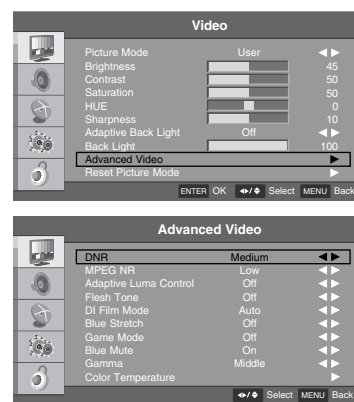 Video
Picture Mode User
Brightness 45
Contrast 50
Saturation 50
HUE 0
Sharpness 10
Adaptive Back Light Off
Back Light 100
Advanced Video
Reset Picture Mode
ENTER OK Select MENU Back
Advanced Video
DNR Medium
MPEG NR Low
Adaptive Luma Control Off
Flesh Tone Off
DI Film Mode Auto
Blue Stretch Off
Game Mode Off
Blue Mute On
Gamma Middle
Color Temperature
Select MENU Back